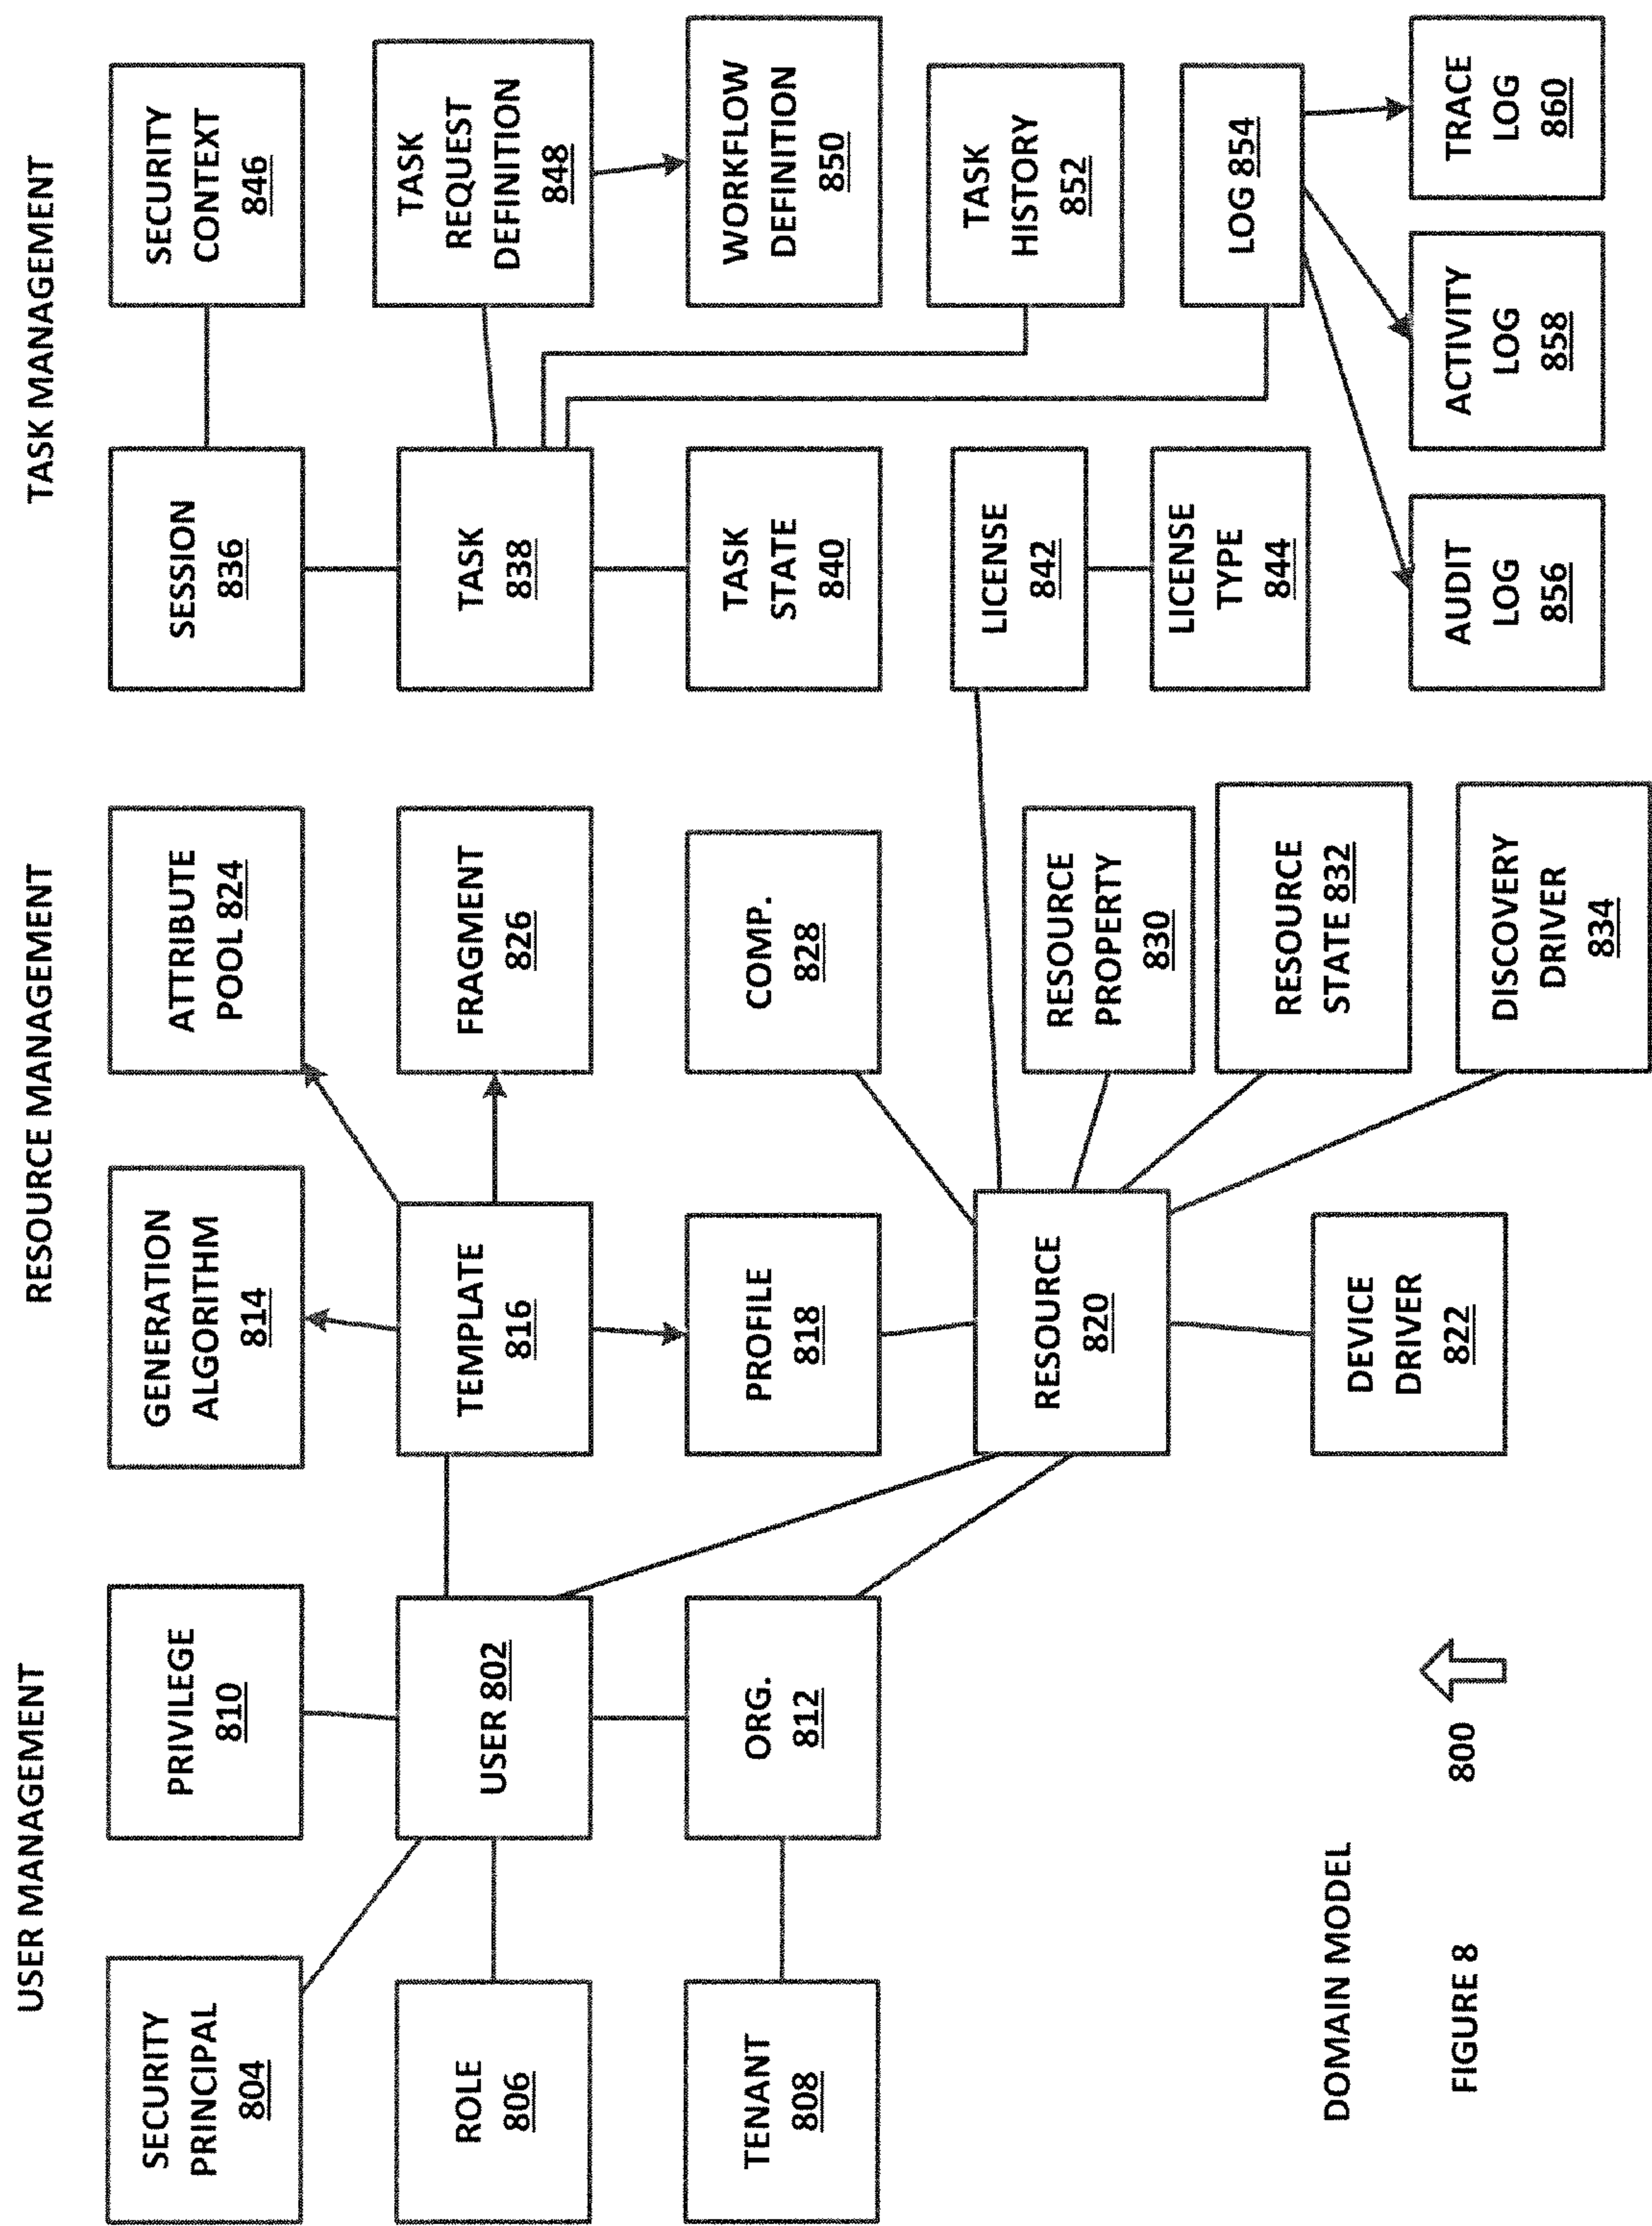 USER MANAGEMENT
RESOURCE MANAGEMENT
TASK MANAGEMENT
SECURITY
PRINCIPAL
804
PRIVILEGE
810
GENERATION
ALGORITHM
814
ATTRIBUTE
POOL 824
SESSION
836
SECURITY
CONTEXT
846
ROLE
806
USER 802
TEMPLATE
816
FRAGMENT
826
TASK
838
TASK
REQUEST
DEFINITION
848
TENANT
808
ORG.
812
PROFILE
818
COMP.
828
TASK
STATE
840
WORKFLOW
DEFINITION
850
RESOURCE
820
RESOURCE
PROPERTY
830
LICENSE
842
TASK
HISTORY
852
RESOURCE
STATE 832
LICENSE
TYPE
844
LOG 854
DEVICE
DRIVER
822
DISCOVERY
DRIVER
834
AUDIT
LOG
856
ACTIVITY
LOG
858
TRACE
LOG
860
DOMAIN MODEL
800
FIGURE 8